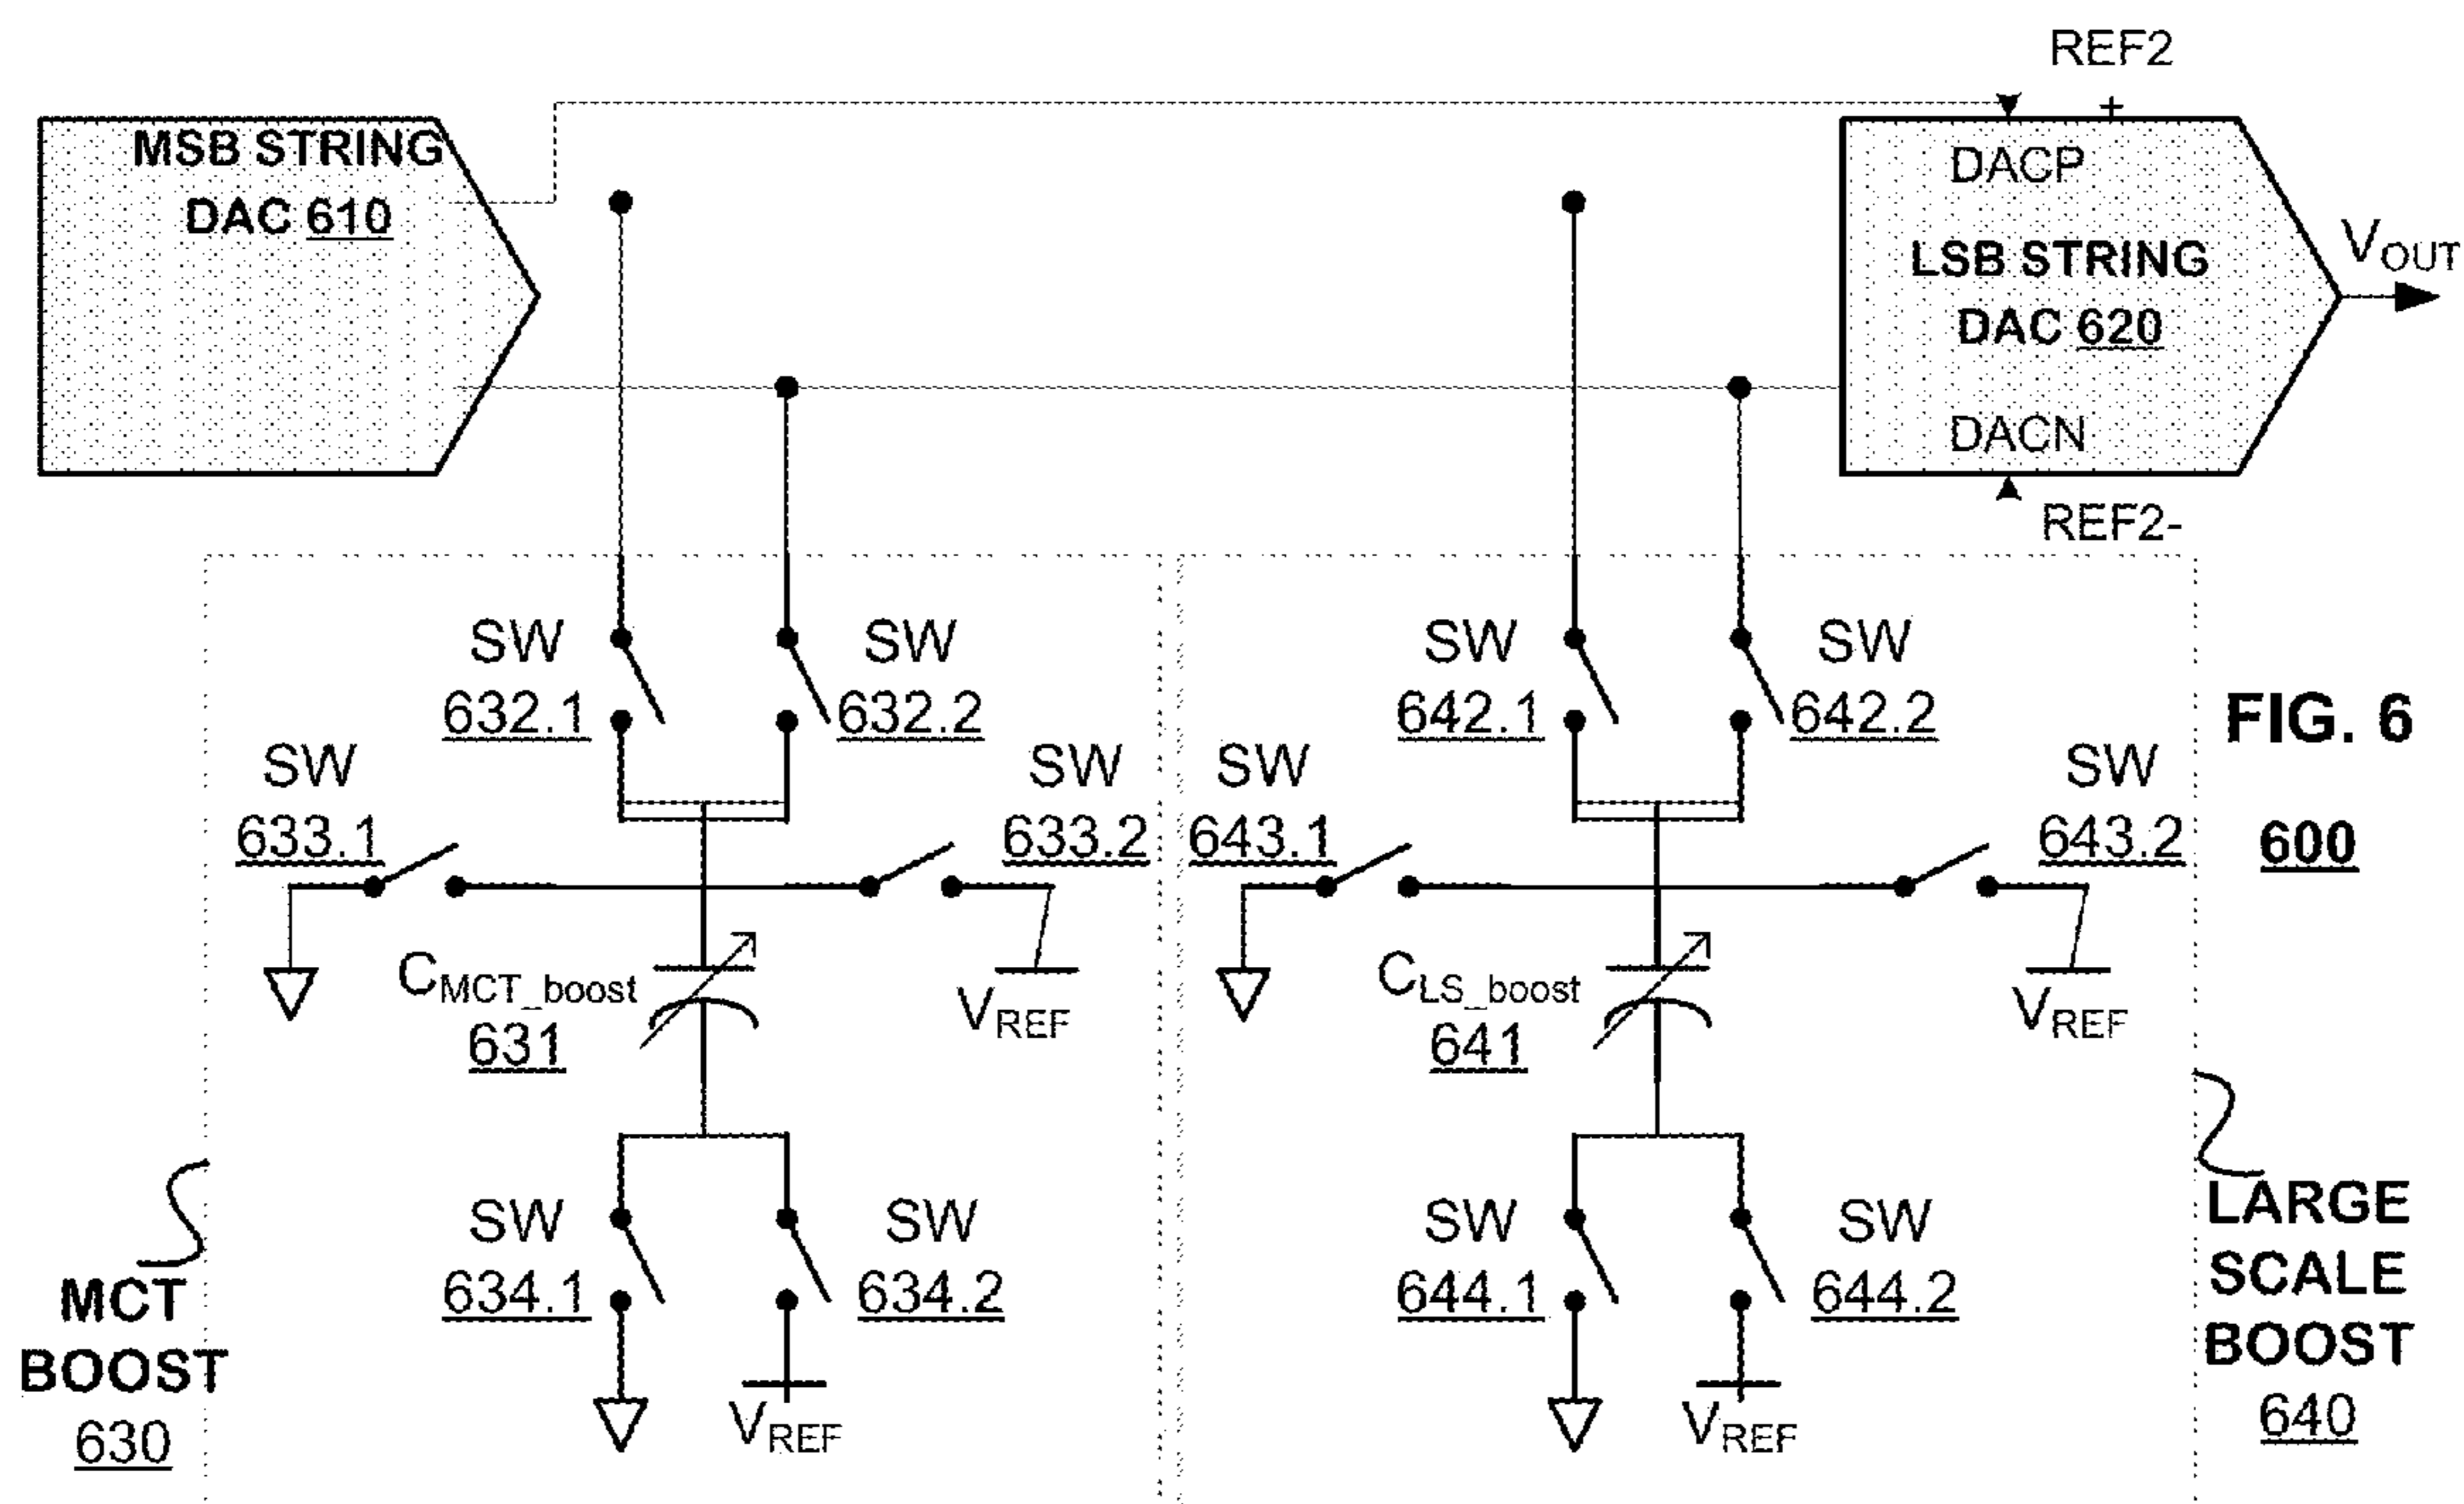 REF2
+
MSB STRING
DAC 610
DACP
LSB STRING
DAC 620
VOUT
DACN
REF2-
SW
632.1
SW
632.2
SW
642.1
SW
642.2
FIG. 6
600
SW
633.1
SW
633.2
SW
643.1
SW
643.2
CMCT_boost
631
VREF
CLS_boost
641
VREF
SW
634.1
SW
634.2
SW
644.1
SW
644.2
VREF
VREF
MCT
BOOST
630
LARGE
SCALE
BOOST
640